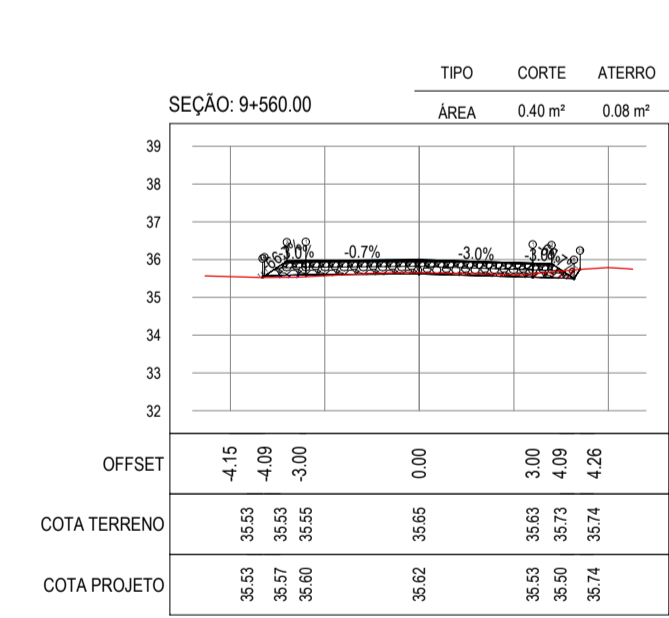 TIPO CORTE ATERRO
SEÇÃO: 9+560.00
ÁREA 0.40 m² 0.08 m²
39
38
37
36
35
34
33
32
-0.7%
-3.0%
OFFSET -4.15 -4.09 -3.00 0.00 3.00 4.09 4.26
COTA TERRENO 35.53 35.53 35.55 35.65 35.63 35.73 35.74
COTA PROJETO 35.53 35.57 35.60 35.62 35.53 35.50 35.74